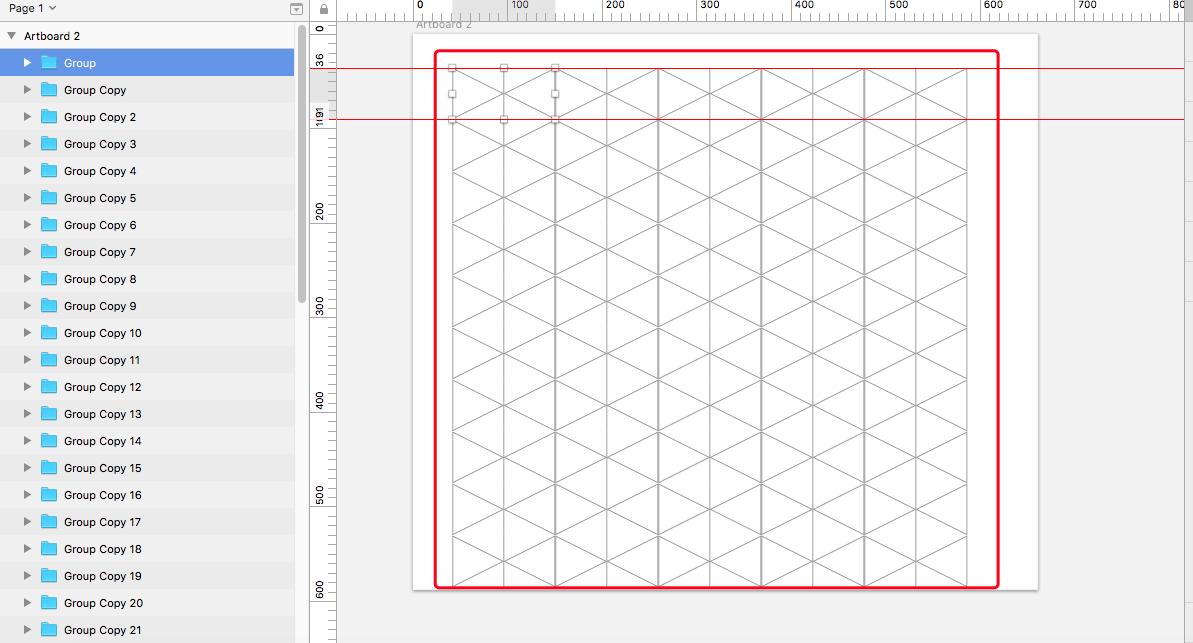 Page 1
0 100 200 300 400 500 600 700 80
Artboard 2
Artboard 2
Group
Group Copy
Group Copy 2
Group Copy 3
Group Copy 4
Group Copy 5
Group Copy 6
Group Copy 7
Group Copy 8
Group Copy 9
Group Copy 10
Group Copy 11
Group Copy 12
Group Copy 13
Group Copy 14
Group Copy 15
Group Copy 16
Group Copy 17
Group Copy 18
Group Copy 19
Group Copy 20
Group Copy 21
0
36
200
300
400
500
600